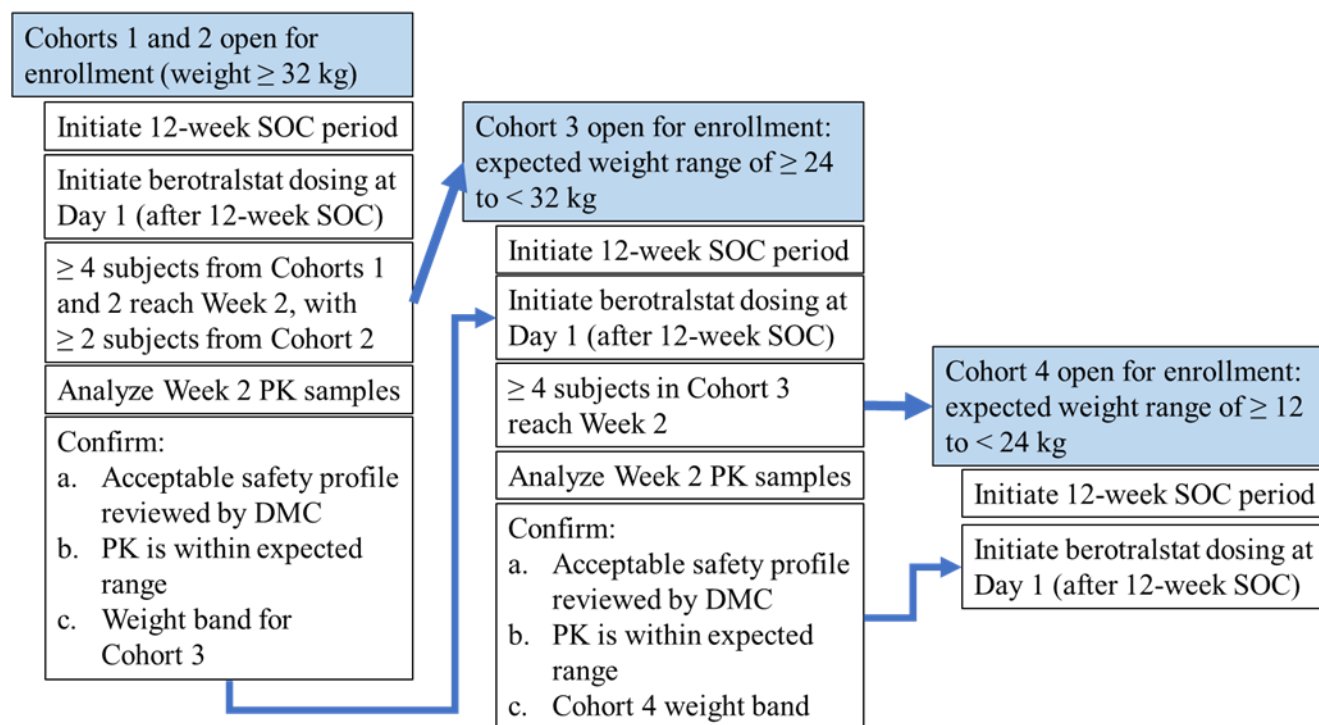 Cohorts 1 and 2 open for
enrollment (weight ≥ 32 kg)
Initiate 12-week SOC period
Initiate berotralstat dosing at
Day 1 (after 12-week SOC)
≥ 4 subjects from Cohorts 1
and 2 reach Week 2, with
≥ 2 subjects from Cohort 2
Analyze Week 2 PK samples
Confirm:
a. Acceptable safety profile
reviewed by DMC
b. PK is within expected
range
c. Weight band for
Cohort 3
Cohort 3 open for enrollment:
expected weight range of ≥ 24
to < 32 kg
Initiate 12-week SOC period
Initiate berotralstat dosing at
Day 1 (after 12-week SOC)
≥ 4 subjects in Cohort 3
reach Week 2
Analyze Week 2 PK samples
Confirm:
a. Acceptable safety profile
reviewed by DMC
b. PK is within expected
range
c. Cohort 4 weight band
Cohort 4 open for enrollment:
expected weight range of ≥ 12
to < 24 kg
Initiate 12-week SOC period
Initiate berotralstat dosing at
Day 1 (after 12-week SOC)